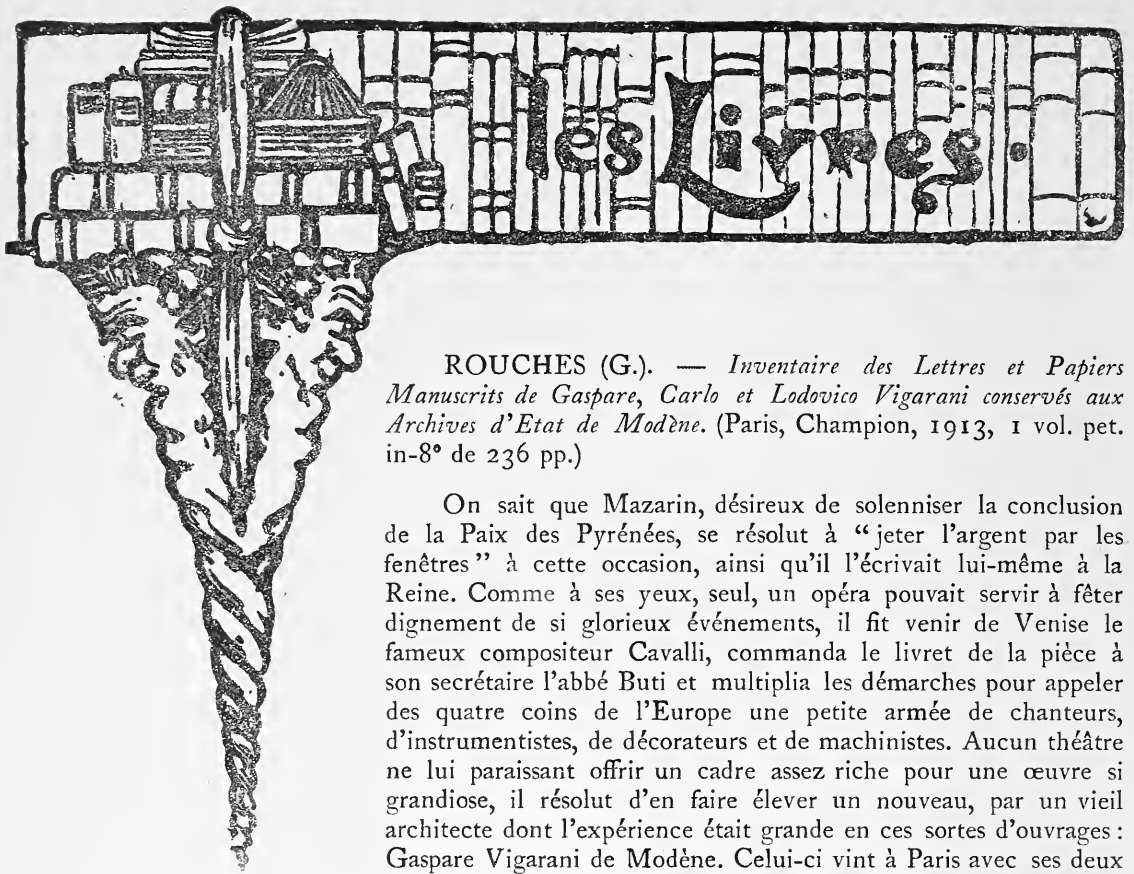 les Livres
ROUCHES (G.). — Inventaire des Lettres et Papiers
Manuscrits de Gaspare, Carlo et Lodovico Vigarani conservés aux
Archives d'Etat de Modène. (Paris, Champion, 1913, 1 vol. pet.
in-8° de 236 pp.)
On sait que Mazarin, désireux de solenniser la conclusion
de la Paix des Pyrénées, se résolut à “jeter l'argent par les
fenêtres” à cette occasion, ainsi qu'il l'écrivait lui-même à la
Reine. Comme à ses yeux, seul, un opéra pouvait servir à fêter
dignement de si glorieux événements, il fit venir de Venise le
fameux compositeur Cavalli, commanda le livret de la pièce à
son secrétaire l'abbé Buti et multiplia les démarches pour appeler
des quatre coins de l'Europe une petite armée de chanteurs,
d'instrumentistes, de décorateurs et de machinistes. Aucun théâtre
ne lui paraissant offrir un cadre assez riche pour une œuvre si
grandiose, il résolut d'en faire élever un nouveau, par un vieil
architecte dont l'expérience était grande en ces sortes d'ouvrages :
Gaspare Vigarani de Modène. Celui-ci vint à Paris avec ses deux